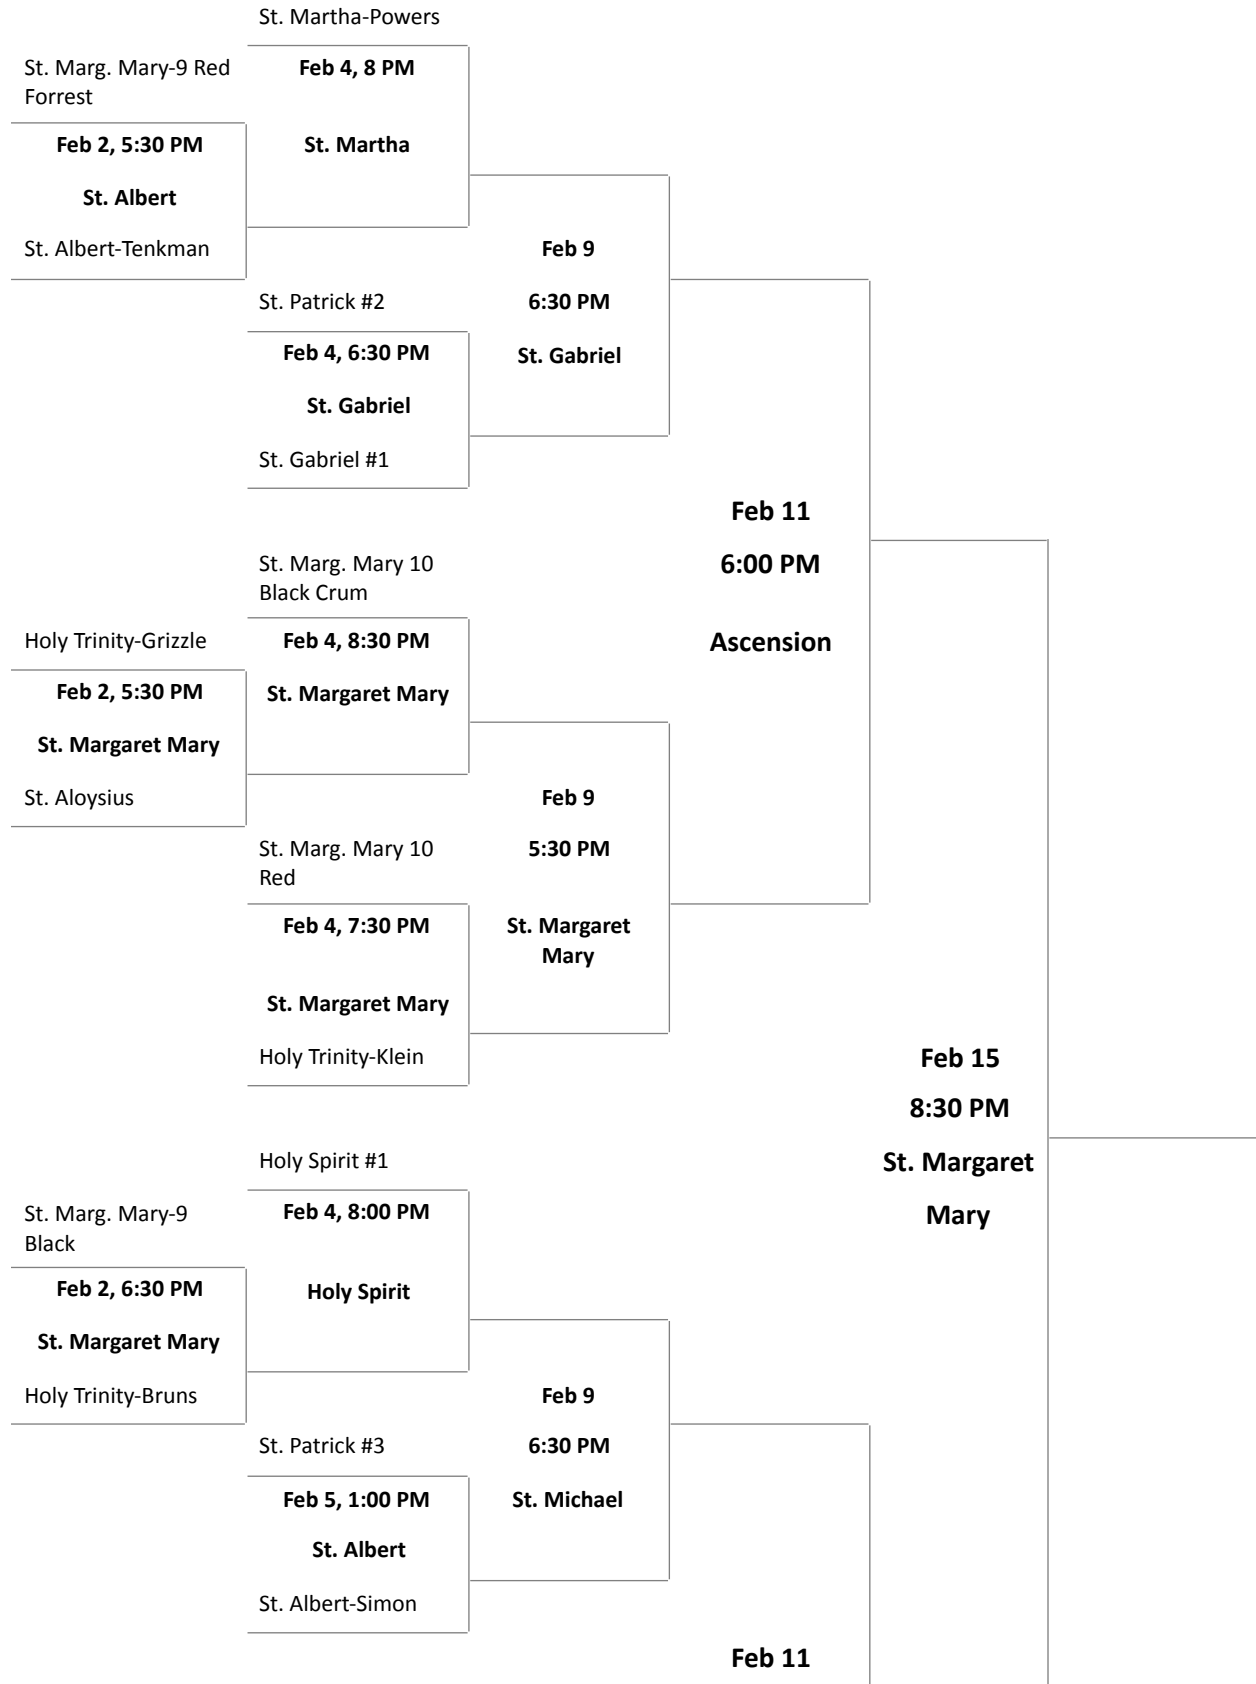 St. Martha-Powers
St. Marg. Mary-9 Red
Forrest
Feb 4, 8 PM
Feb 2, 5:30 PM
St. Martha
St. Albert
St. Albert-Tenkman
Feb 9
St. Patrick #2
6:30 PM
Feb 4, 6:30 PM
St. Gabriel
St. Gabriel
St. Gabriel #1
Feb 11
6:00 PM
Ascension
St. Marg. Mary 10
Black Crum
Holy Trinity-Grizzle
Feb 4, 8:30 PM
Feb 2, 5:30 PM
St. Margaret Mary
St. Margaret Mary
St. Aloysius
Feb 9
St. Marg. Mary 10
Red
5:30 PM
Feb 4, 7:30 PM
St. Margaret
Mary
St. Margaret Mary
Holy Trinity-Klein
Feb 15
8:30 PM
St. Margaret
Mary
Holy Spirit #1
St. Marg. Mary-9
Black
Feb 4, 8:00 PM
Feb 2, 6:30 PM
Holy Spirit
St. Margaret Mary
Holy Trinity-Bruns
Feb 9
St. Patrick #3
6:30 PM
Feb 5, 1:00 PM
St. Michael
St. Albert
St. Albert-Simon
Feb 11